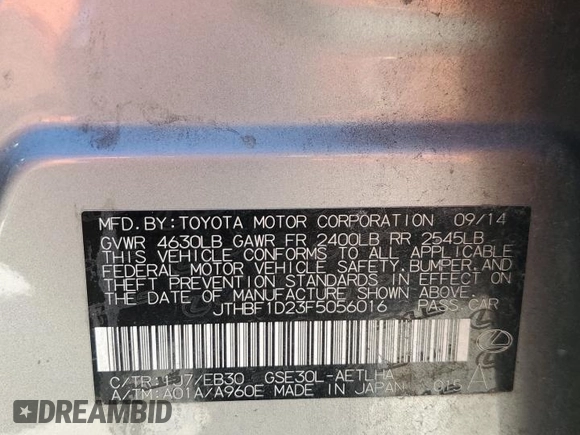 MFD. BY:TOYOTA MOTOR CORPORATION 09/14
GVWR 4630LB GAWR FR 2400LB RR 2545LB
THIS VEHICLE CONFORMS TO ALL APPLICABLE
FEDERAL MOTOR VEHICLE SAFETY, BUMPER, AND
THEFT PREVENTION STANDARDS IN EFFECT ON
THE DATE OF MANUFACTURE SHOWN ABOVE.
JTHBF1D23F5056016 PASS. CAR
C/TR:1J7/EB30 GSE30L-AETLHA
A/TM:A01A/A960E MADE IN JAPAN 015 A
DREAMBID